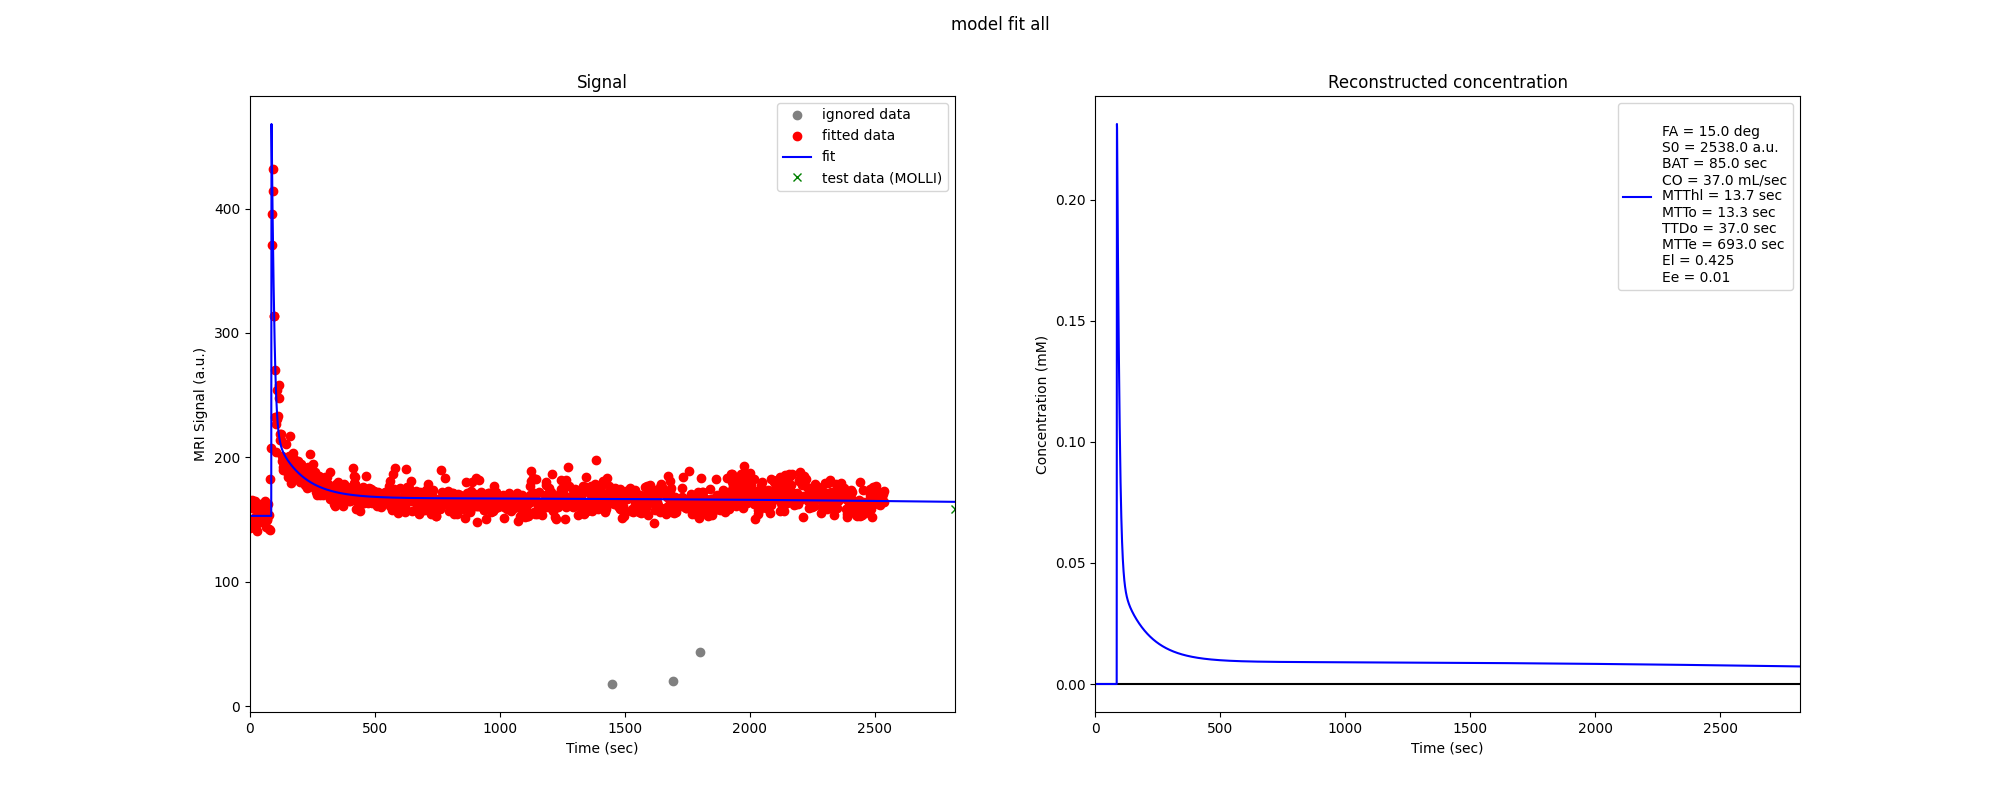 model fit all
Signal
ignored data
fitted data
fit
test data (MOLLI)
MRI Signal (a.u.)
400
300
200
100
0
0 500 1000 1500 2000 2500
Time (sec)
Reconstructed concentration
FA = 15.0 deg
S0 = 2538.0 a.u.
BAT = 85.0 sec
CO = 37.0 mL/sec
MTThl = 13.7 sec
MTTo = 13.3 sec
TTDo = 37.0 sec
MTTe = 693.0 sec
El = 0.425
Ee = 0.01
Concentration (mM)
0.20
0.15
0.10
0.05
0.00
0 500 1000 1500 2000 2500
Time (sec)